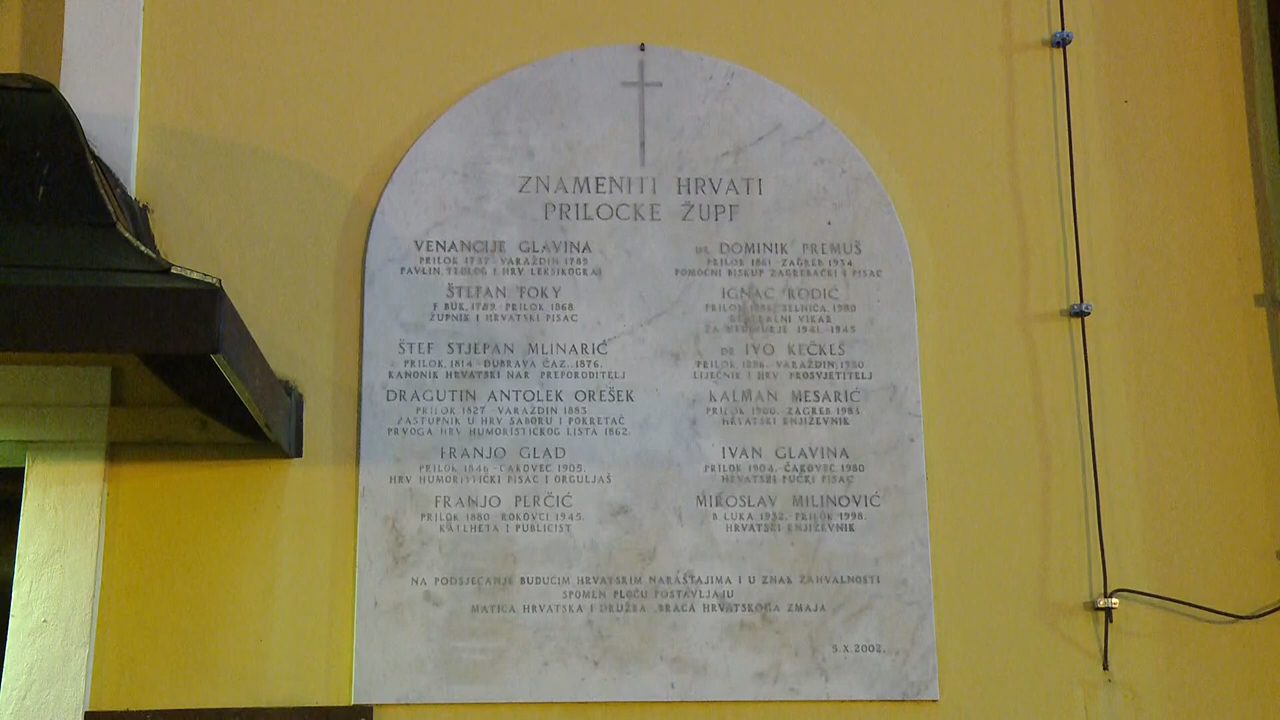 ZNAMENITI HRVATI
PRILOČKE ŽUPE
VENANCIJE GLAVINA
PRILOK 1737 - VARAŽDIN 1789
PAVLIN, TEOLOG I HRV LEKSIKOGRAF
ŠTEFAN FOKY
1789 - PRILOK 1868
ŽUPNIK I HRVATSKI PISAC
ŠTEF STJEPAN MLINARIĆ
PRILOK, 1814 - DUBRAVA ČAZ., 1876.
KANONIK HRVATSKI NAR PREPORODITELJ
DRAGUTIN ANTOLEK OREŠEK
PRILOK 1827 - VARAŽDIN 1883
ZASTUPNIK U HRV SABORU I POKRETAČ
PRVOGA HRV HUMORISTIČKOG LISTA 1862.
FRANJO GLAD
PRILOK 1846 - ČAKOVEC 1905.
HRV HUMORISTIČKI PISAC I ORGULJAŠ
FRANJO PERČIĆ
PRILOK 1880 - ROKOVCI 1945.
KATEHETA I PUBLICIST
DR DOMINIK PREMUŠ
PRILOK 1861 - ZAGREB 1934
POMOĆNI BISKUP ZAGREBAČKI I PISAC
IGNAC RODIĆ
PRILOK SELNICA, 1980
GENERALNI VIKAR
ZA MEĐIMURJE 1941 - 1945
DR IVO KEČKEŠ
PRILOK, 1896. VARAŽDIN 1980
LIJEČNIK I HRV PROSVJETITELJ
KALMAN MESARIĆ
PRILOK 1900. ZAGREB 1983
HRVATSKI KNJIŽEVNIK
IVAN GLAVINA
PRILOK 1904. ČAKOVEC 1980
HRVATSKI PUČKI PISAC
MIROSLAV MILINOVIĆ
B LUKA 1932. PRILOK 1998.
HRVATSKI KNJIŽEVNIK
NA PODSJEĆANJE BUDUĆIM HRVATSKIM NARAŠTAJIMA I U ZNAK ZAHVALNOSTI
SPOMEN PLOČU POSTAVLJAJU
MATICA HRVATSKA I DRUŽBA BRAĆA HRVATSKOGA ZMAJA
5.X.2002.